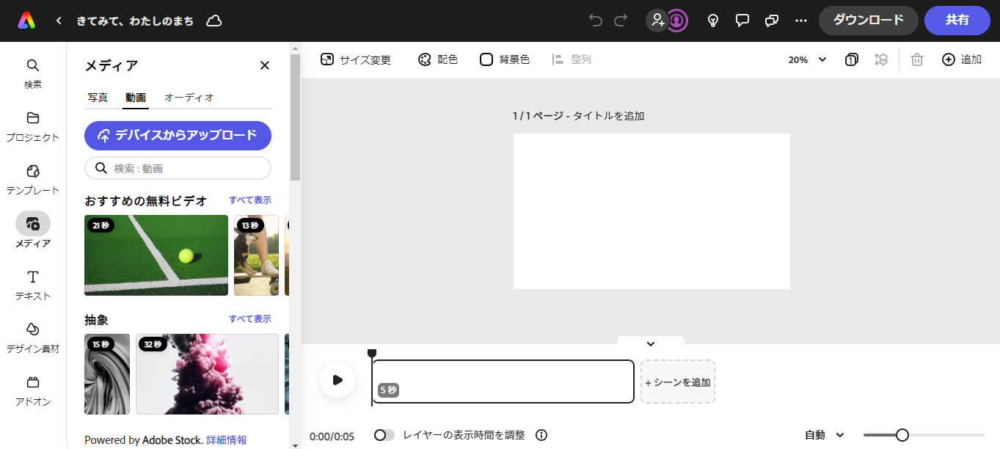 きてみて、わたしのまち
ダウンロード
共有
検索
プロジェクト
テンプレート
メディア
テキスト
デザイン素材
アドオン
メディア
写真 動画 オーディオ
デバイスからアップロード
検索 : 動画
おすすめの無料ビデオ すべて表示
21 秒 13 秒
抽象 すべて表示
15 秒 32 秒
Powered by Adobe Stock. 詳細情報
サイズ変更 配色 背景色 整列 20% 1 追加
1 / 1 ページ - タイトルを追加
5 秒
+ シーンを追加
0:00/0:05 レイヤーの表示時間を調整 自動